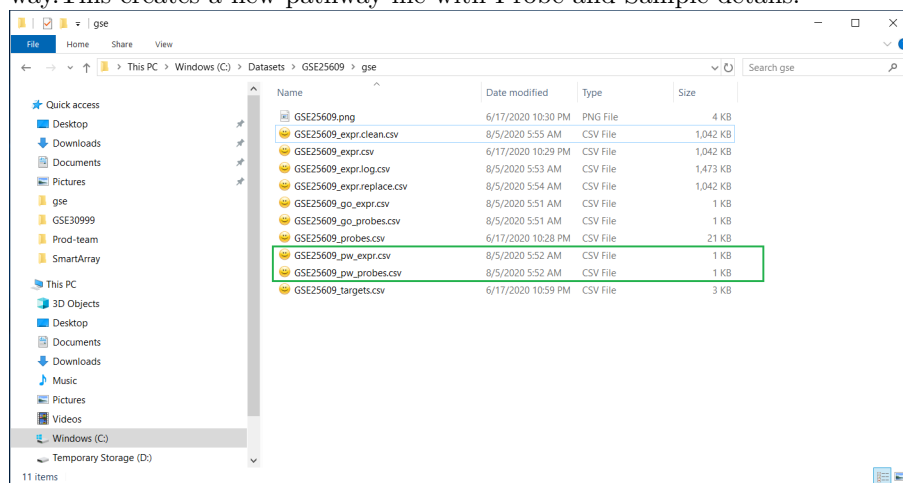 way.This creates a new pathway file with Probe and Sample details.
gse
File Home Share View
This PC > Windows (C:) > Datasets > GSE25609 > gse
Search gse
Name Date modified Type Size
Quick access
Desktop
Downloads
Documents
Pictures
gse
GSE30999
Prod-team
SmartArray
This PC
3D Objects
Desktop
Documents
Downloads
Music
Pictures
Videos
Windows (C:)
Temporary Storage (D:)
GSE25609.png 6/17/2020 10:30 PM PNG File 4 KB
GSE25609_expr.clean.csv 8/5/2020 5:55 AM CSV File 1,042 KB
GSE25609_expr.csv 6/17/2020 10:29 PM CSV File 1,042 KB
GSE25609_expr.log.csv 8/5/2020 5:53 AM CSV File 1,473 KB
GSE25609_expr.replace.csv 8/5/2020 5:54 AM CSV File 1,042 KB
GSE25609_go_expr.csv 8/5/2020 5:51 AM CSV File 1 KB
GSE25609_go_probes.csv 8/5/2020 5:51 AM CSV File 1 KB
GSE25609_probes.csv 6/17/2020 10:28 PM CSV File 21 KB
GSE25609_pw_expr.csv 8/5/2020 5:52 AM CSV File 1 KB
GSE25609_pw_probes.csv 8/5/2020 5:52 AM CSV File 1 KB
GSE25609_targets.csv 6/17/2020 10:59 PM CSV File 3 KB
11 items